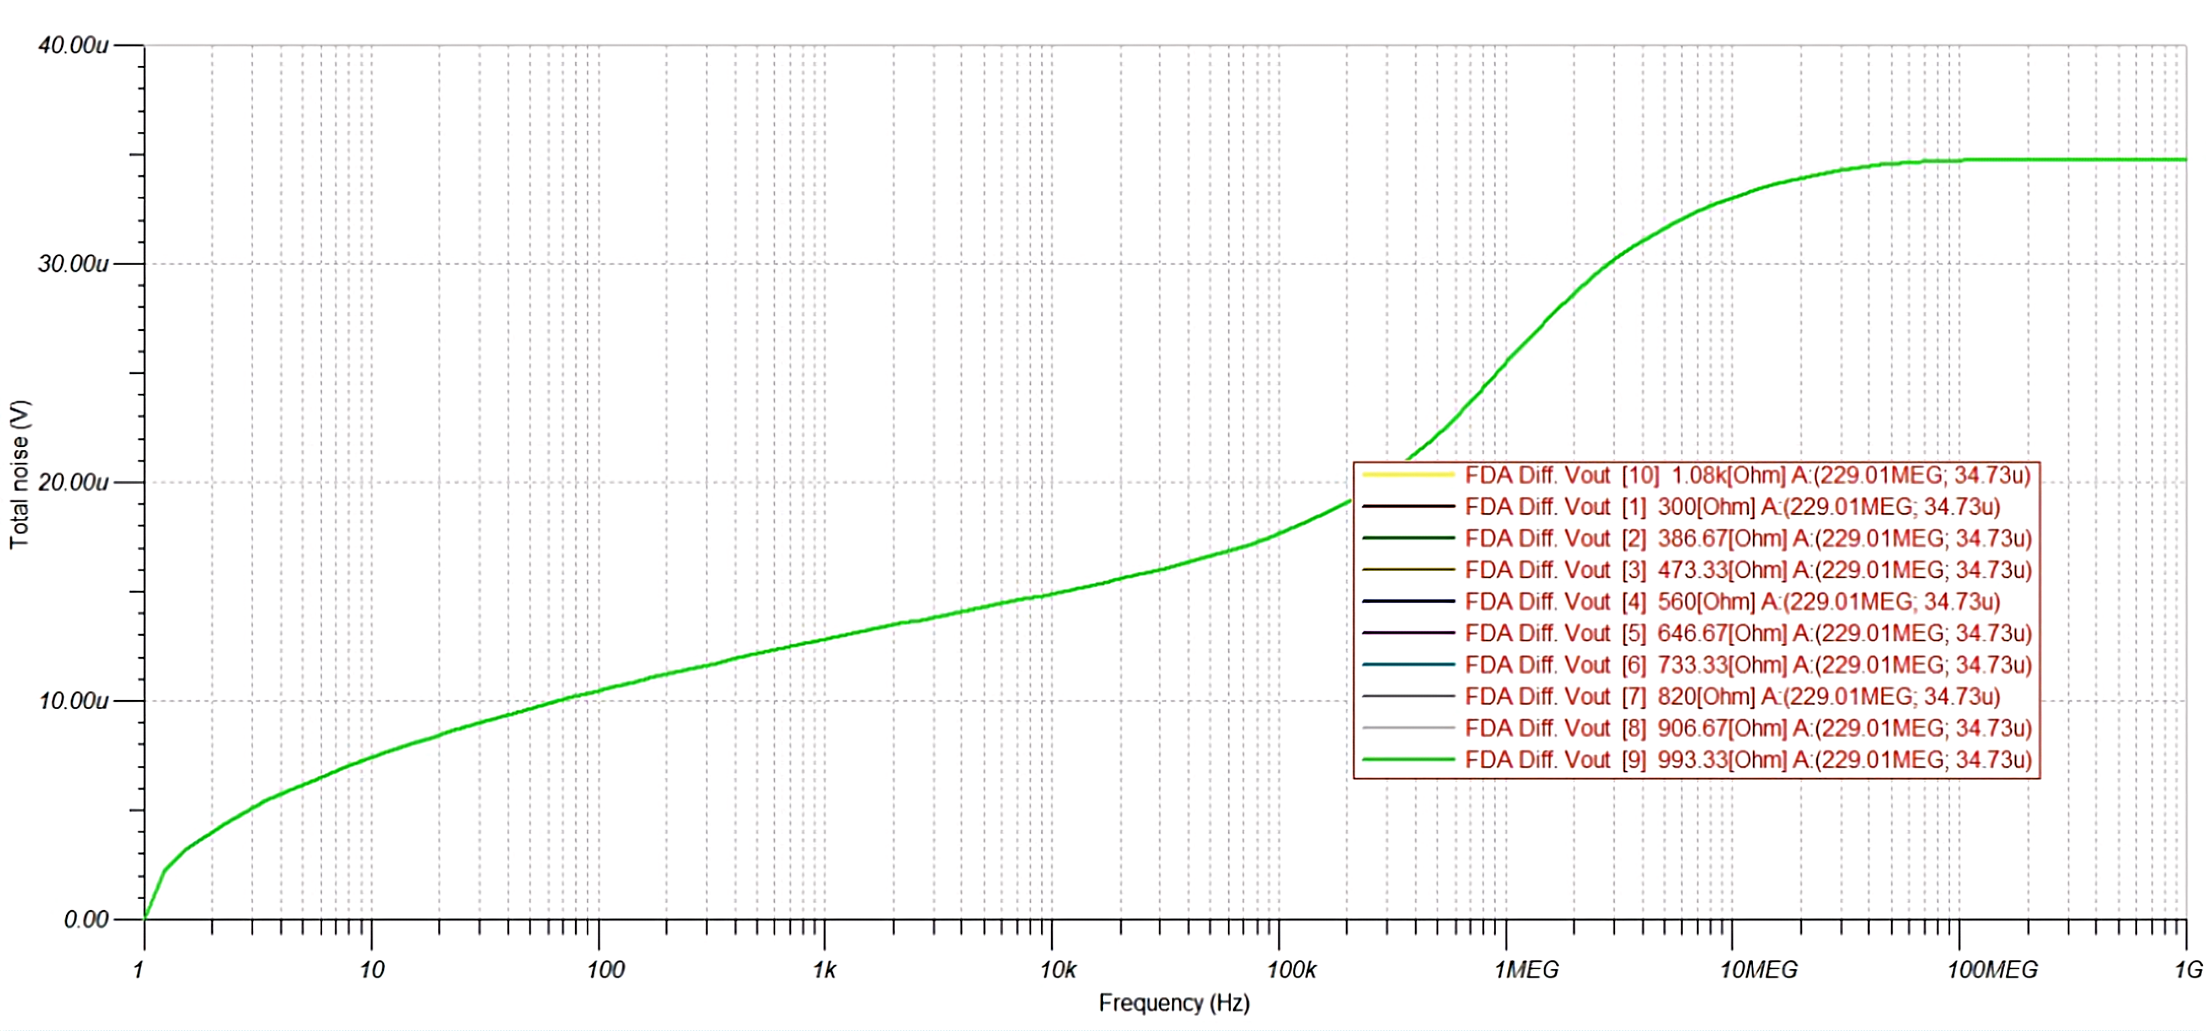 40.00u
30.00u
20.00u
10.00u
0.00
Total noise (V)
FDA Diff. Vout [10] 1.08k[Ohm] A:(229.01MEG; 34.73u)
FDA Diff. Vout [1] 300[Ohm] A:(229.01MEG; 34.73u)
FDA Diff. Vout [2] 386.67[Ohm] A:(229.01MEG; 34.73u)
FDA Diff. Vout [3] 473.33[Ohm] A:(229.01MEG; 34.73u)
FDA Diff. Vout [4] 560[Ohm] A:(229.01MEG; 34.73u)
FDA Diff. Vout [5] 646.67[Ohm] A:(229.01MEG; 34.73u)
FDA Diff. Vout [6] 733.33[Ohm] A:(229.01MEG; 34.73u)
FDA Diff. Vout [7] 820[Ohm] A:(229.01MEG; 34.73u)
FDA Diff. Vout [8] 906.67[Ohm] A:(229.01MEG; 34.73u)
FDA Diff. Vout [9] 993.33[Ohm] A:(229.01MEG; 34.73u)
1 10 100 1k 10k 100k 1MEG 10MEG 100MEG 1G
Frequency (Hz)